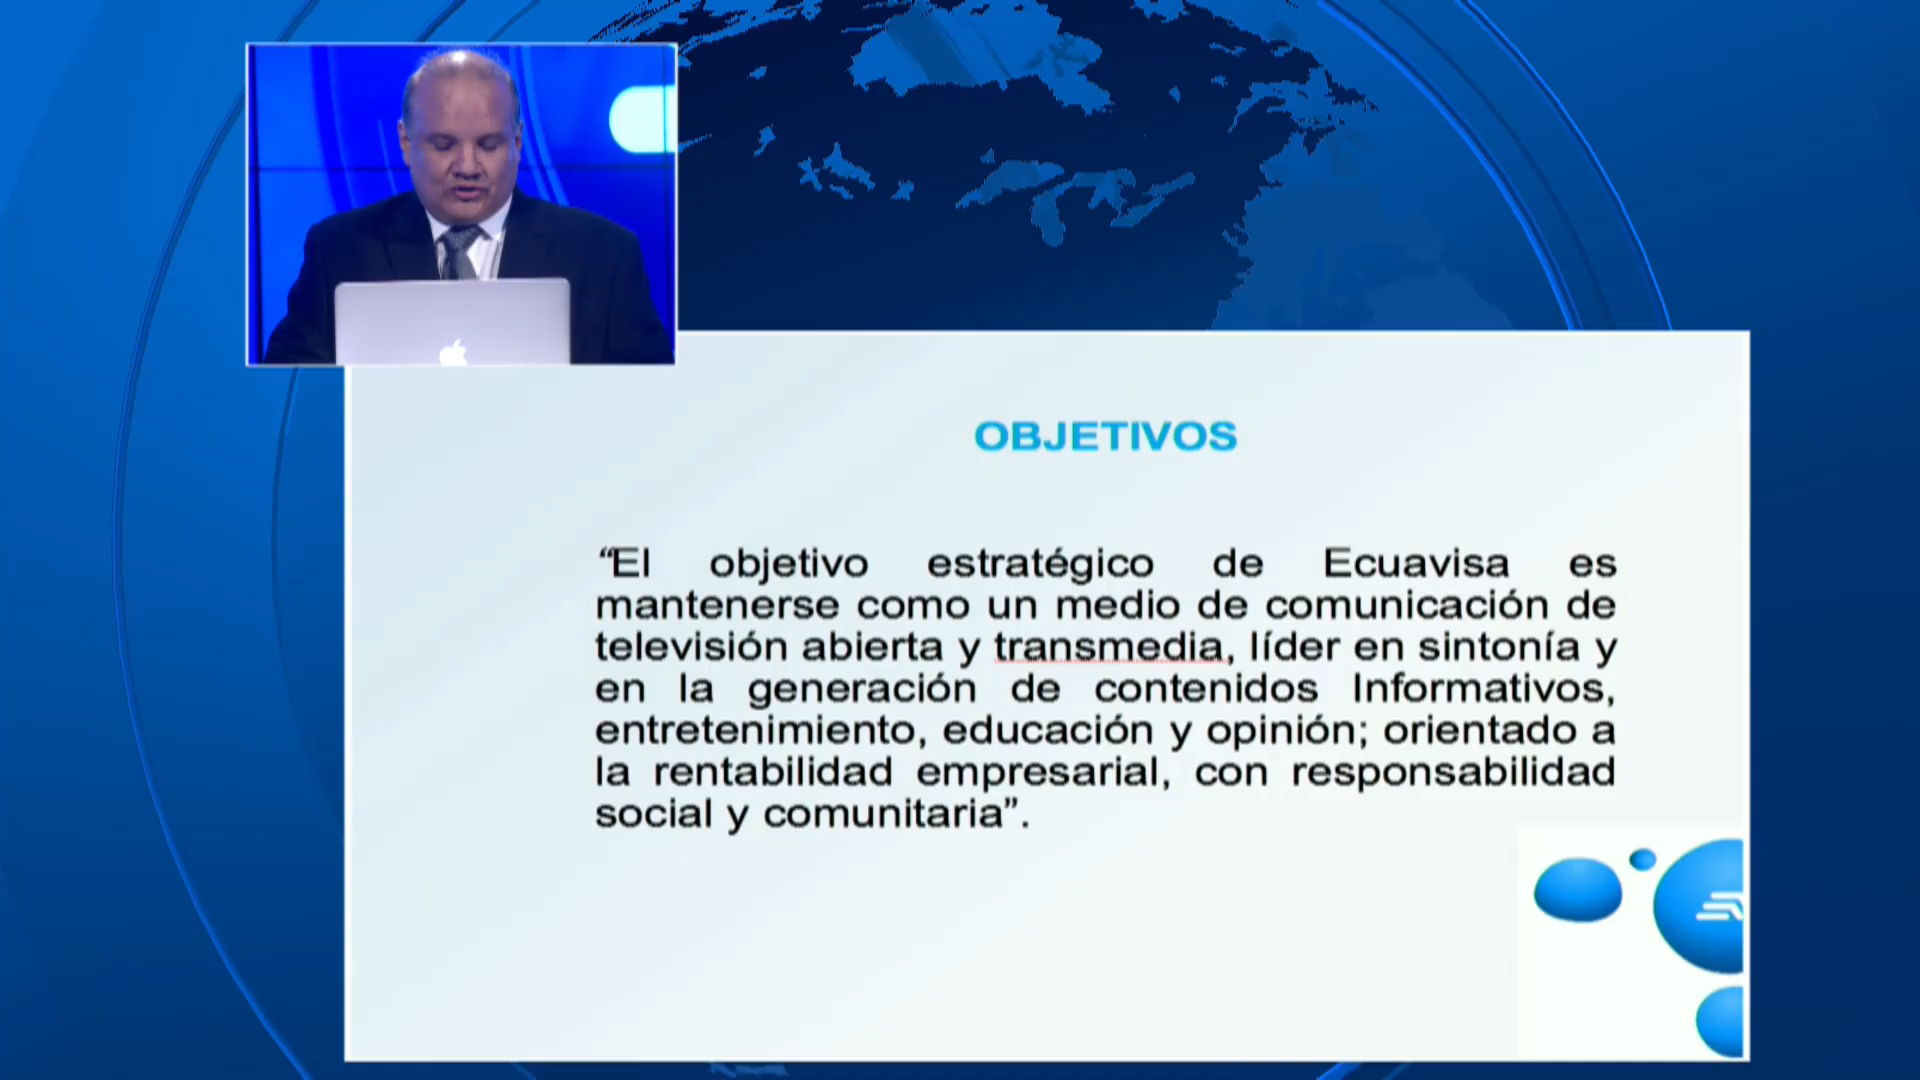 OBJETIVOS
“El objetivo estratégico de Ecuavisa es
mantenerse como un medio de comunicación de
televisión abierta y transmedia, líder en sintonía y
en la generación de contenidos Informativos,
entretenimiento, educación y opinión; orientado a
la rentabilidad empresarial, con responsabilidad
social y comunitaria”.